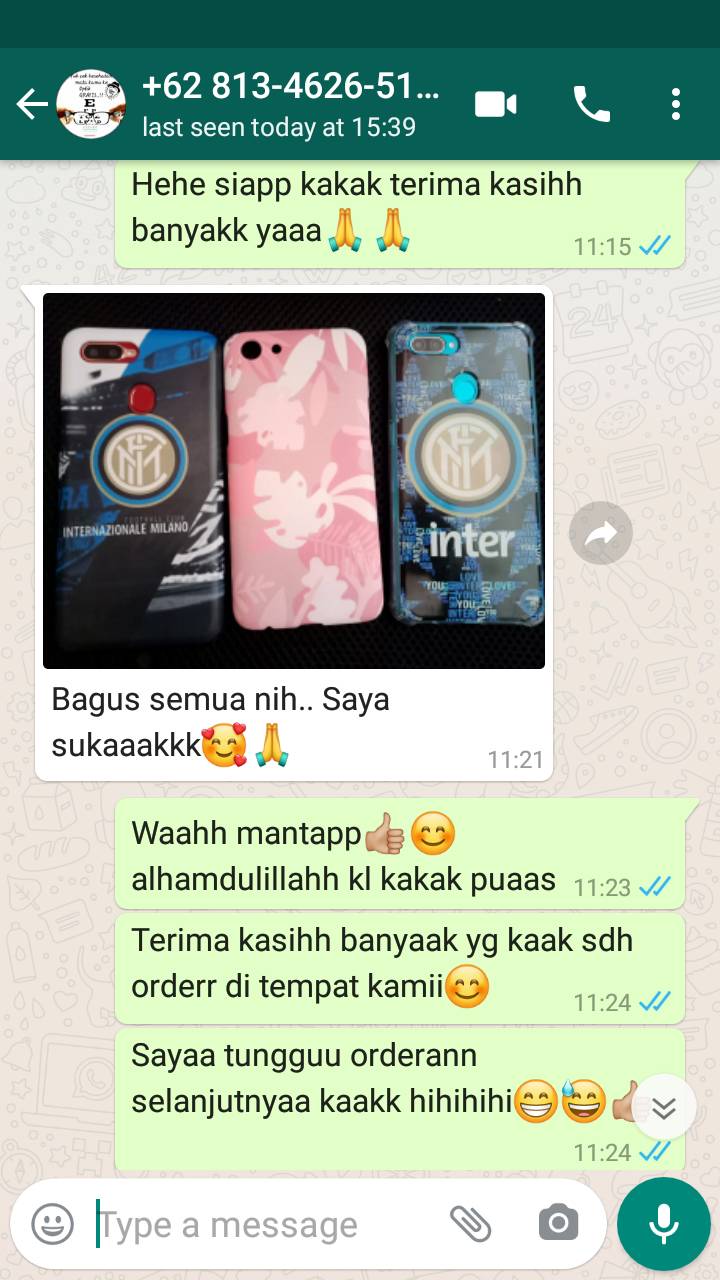 +62 813-4626-51...
last seen today at 15:39
Hehe siapp kakak terima kasihh
banyakk yaaa🙏 🙏
11:15
INTERNAZIONALE MILANO
inter
Bagus semua nih.. Saya
sukaaakkk🥰🙏
11:21
Waahh mantapp👍😊
alhamdulillahh kl kakak puaas
11:23
Terima kasihh banyaak yg kaak sdh
orderr di tempat kamii😊
11:24
Sayaa tungguu orderann
selanjutnyaa kaakk hihihihi😁😅👍
11:24
Type a message